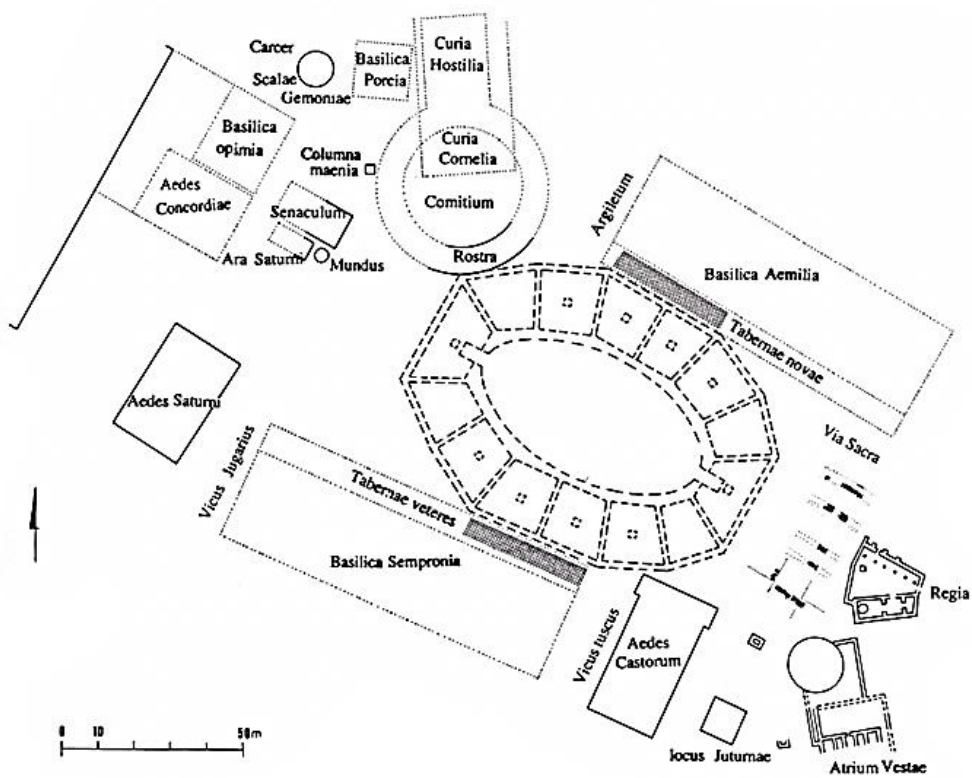 Carcer
Scalae
Gemoniae
Basilica
Porcia
Curia
Hostilia
Basilica
opimia
Columna
maenia
Curia
Cornelia
Comitium
Aedes
Concordiae
Senaculum
Ara Saturni
Mundus
Rostra
Argiletum
Basilica Aemilia
Tabernae novae
Aedes Saturni
Via Sacra
Vicus Jugarius
Tabernae veteres
Basilica Sempronia
Regia
Vicus tuscus
Aedes
Castorum
0 10 50m
locus Juturnae
Atrium Vestae